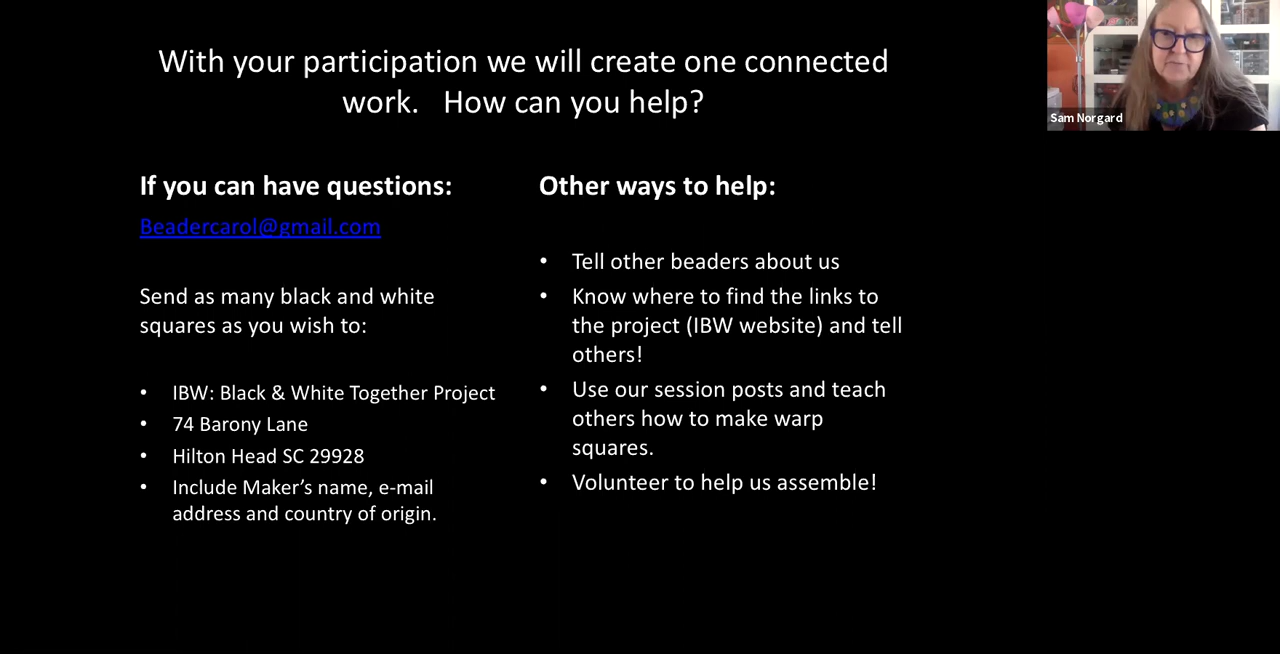 With your participation we will create one connected
work.   How can you help?
Sam Norgard
If you can have questions:
Beadercarol@gmail.com
Send as many black and white
squares as you wish to:
• IBW: Black & White Together Project
• 74 Barony Lane
• Hilton Head SC 29928
• Include Maker’s name, e-mail
address and country of origin.
Other ways to help:
• Tell other beaders about us
• Know where to find the links to
the project (IBW website) and tell
others!
• Use our session posts and teach
others how to make warp
squares.
• Volunteer to help us assemble!